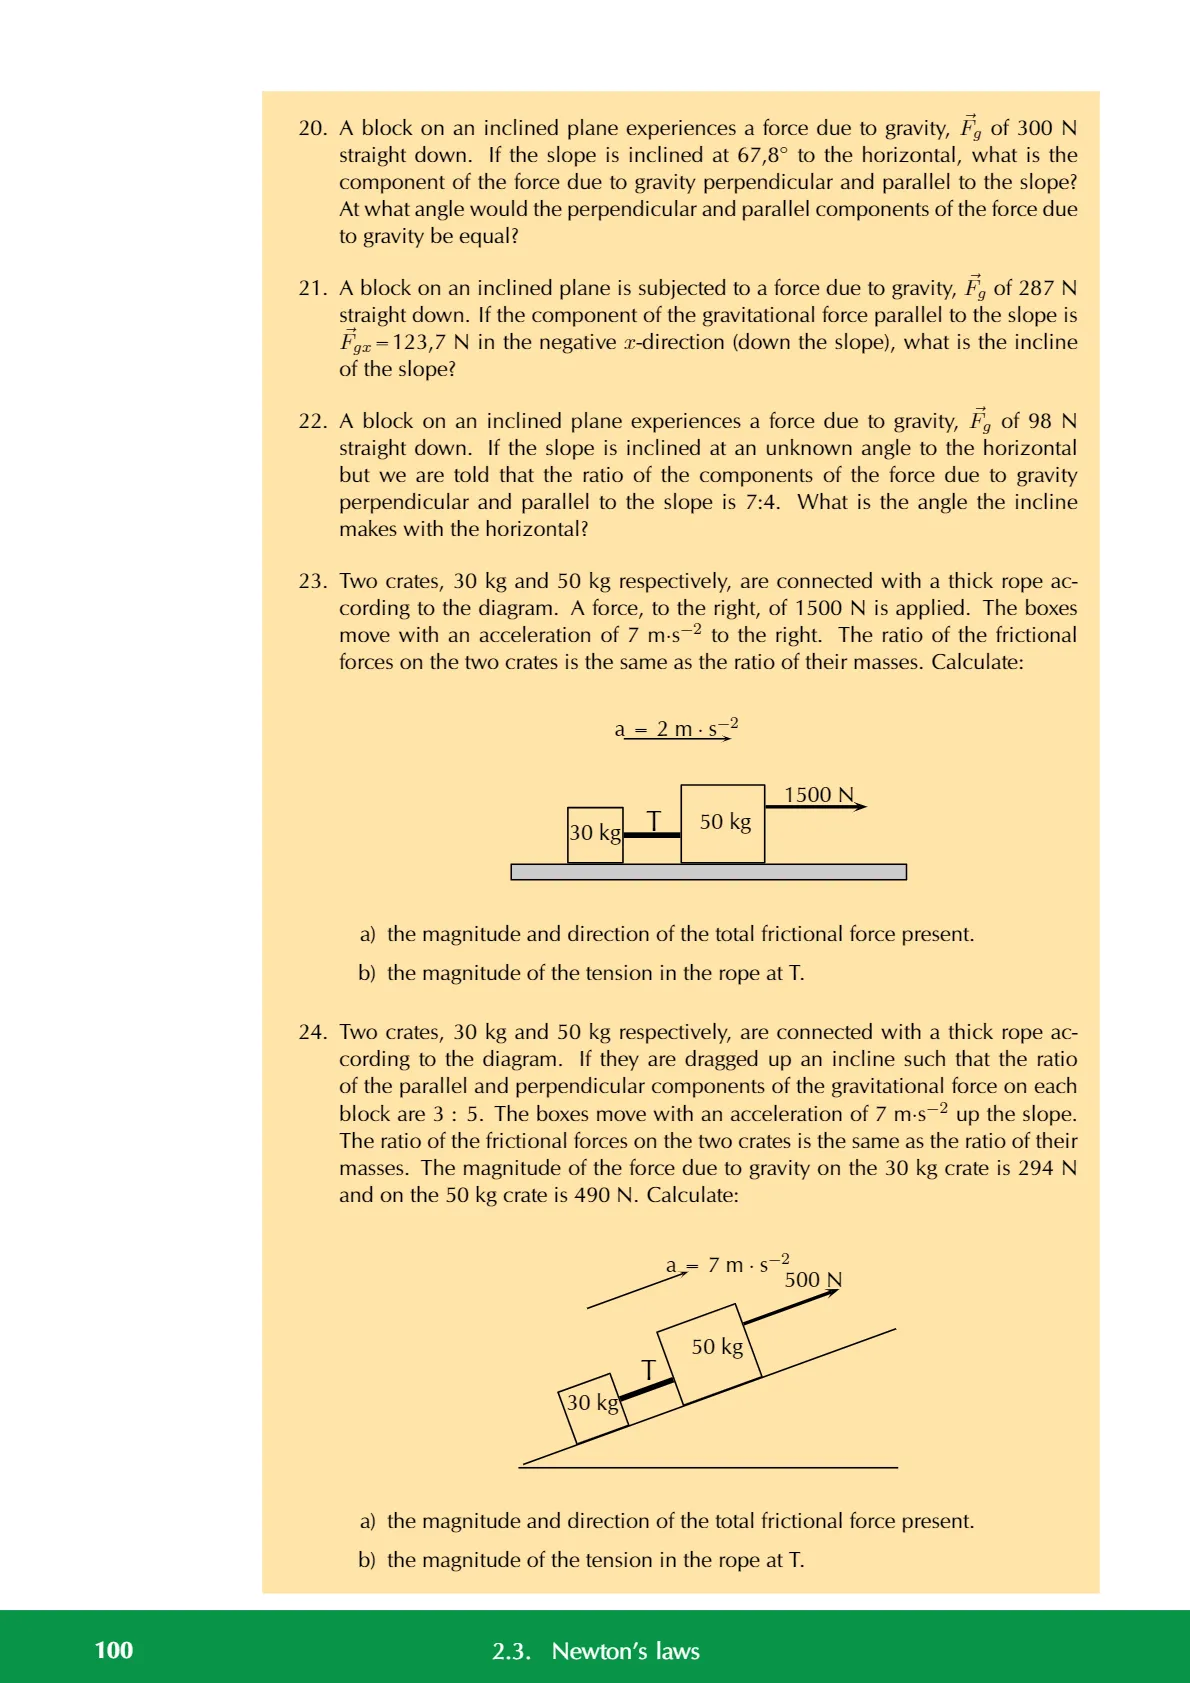 20. A block on an inclined plane experiences a force due to gravity, F⃗g of 300 N
straight down. If the slope is inclined at 67,8° to the horizontal, what is the
component of the force due to gravity perpendicular and parallel to the slope?
At what angle would the perpendicular and parallel components of the force due
to gravity be equal?
21. A block on an inclined plane is subjected to a force due to gravity, F⃗g of 287 N
straight down. If the component of the gravitational force parallel to the slope is
F⃗gx = 123,7 N in the negative x-direction (down the slope), what is the incline
of the slope?
22. A block on an inclined plane experiences a force due to gravity, F⃗g of 98 N
straight down. If the slope is inclined at an unknown angle to the horizontal
but we are told that the ratio of the components of the force due to gravity
perpendicular and parallel to the slope is 7:4. What is the angle the incline
makes with the horizontal?
23. Two crates, 30 kg and 50 kg respectively, are connected with a thick rope ac-
cording to the diagram. A force, to the right, of 1500 N is applied. The boxes
move with an acceleration of 7 m·s⁻² to the right. The ratio of the frictional
forces on the two crates is the same as the ratio of their masses. Calculate:
a = 2 m · s⁻²
1500 N
30 kg T 50 kg
a) the magnitude and direction of the total frictional force present.
b) the magnitude of the tension in the rope at T.
24. Two crates, 30 kg and 50 kg respectively, are connected with a thick rope ac-
cording to the diagram. If they are dragged up an incline such that the ratio
of the parallel and perpendicular components of the gravitational force on each
block are 3 : 5. The boxes move with an acceleration of 7 m·s⁻² up the slope.
The ratio of the frictional forces on the two crates is the same as the ratio of their
masses. The magnitude of the force due to gravity on the 30 kg crate is 294 N
and on the 50 kg crate is 490 N. Calculate:
a = 7 m · s⁻²
500 N
50 kg
T
30 kg
a) the magnitude and direction of the total frictional force present.
b) the magnitude of the tension in the rope at T.
100 2.3. Newton's laws